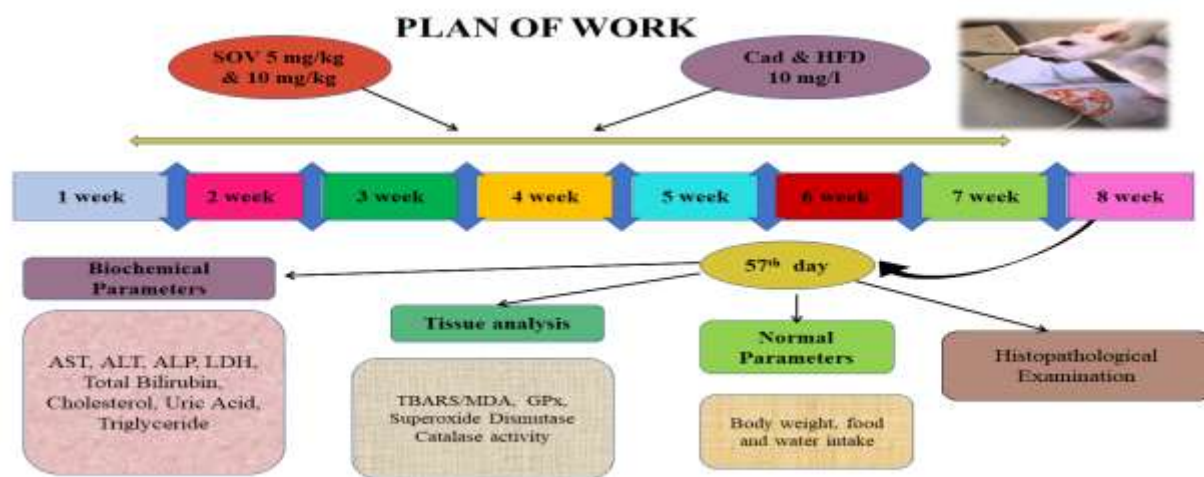 PLAN OF WORK
SOV 5 mg/kg
& 10 mg/kg
Cad & HFD
10 mg/l
1 week
2 week
3 week
4 week
5 week
6 week
7 week
8 week
57th day
Biochemical
Parameters
AST, ALT, ALP, LDH,
Total Bilirubin,
Cholesterol, Uric Acid,
Triglyceride
Tissue analysis
TBARS/MDA, GPx,
Superoxide Dismutase
Catalase activity
Normal
Parameters
Body weight, food
and water intake
Histopathological
Examination